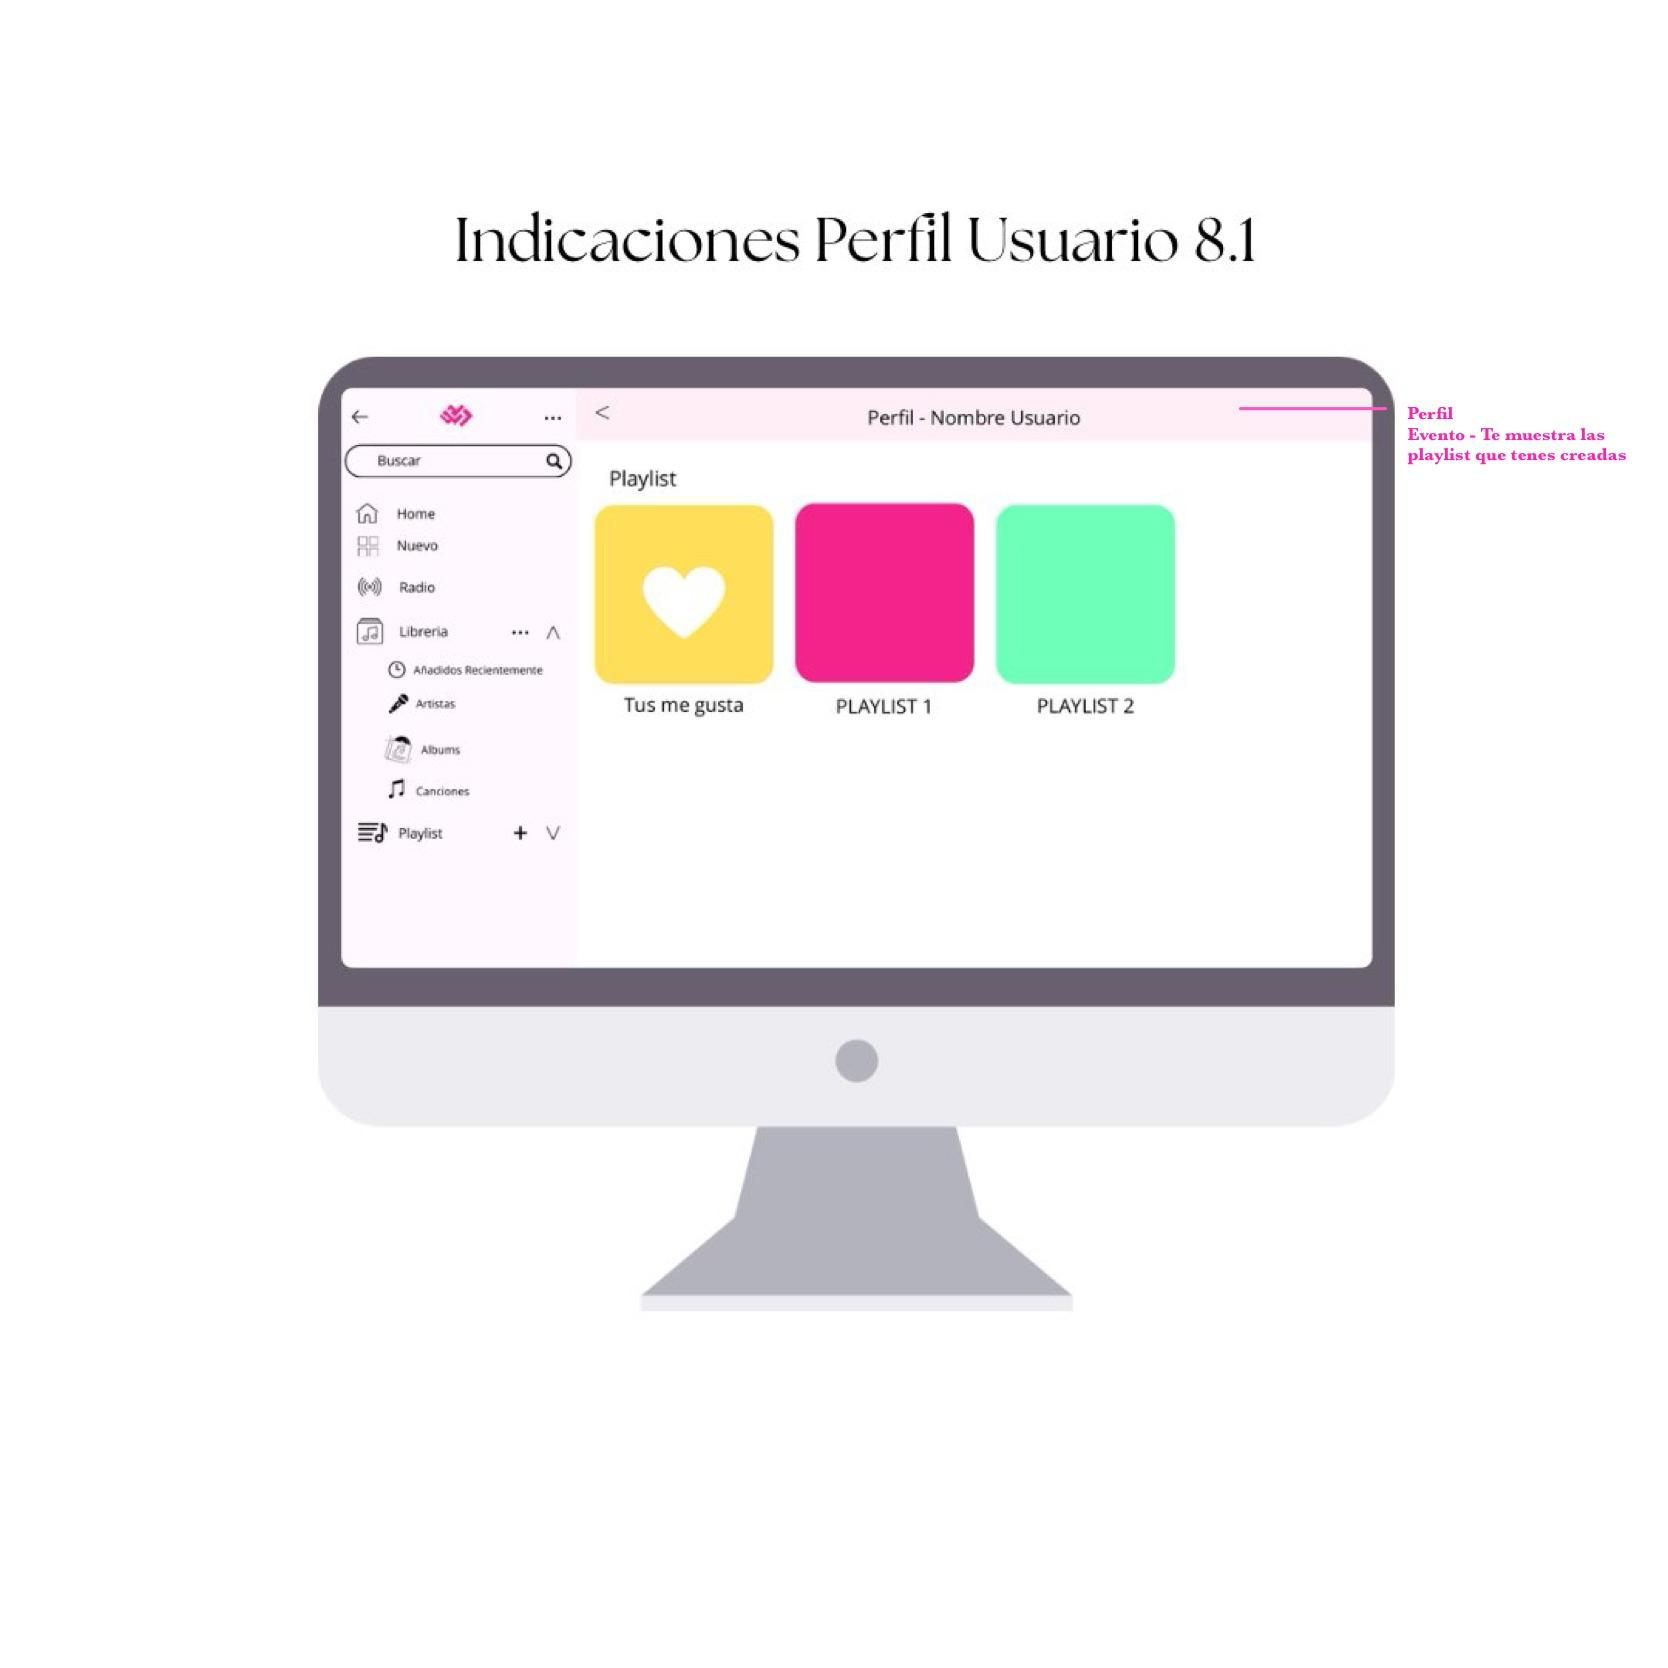 Indicaciones Perfil Usuario 8.1
Perfil - Nombre Usuario
Buscar
Home
Nuevo
Radio
Libreria
Añadidos Recientemente
Artistas
Albums
Canciones
Playlist
Playlist
Tus me gusta
PLAYLIST 1
PLAYLIST 2
Perfil
Evento - Te muestra las
playlist que tenes creadas